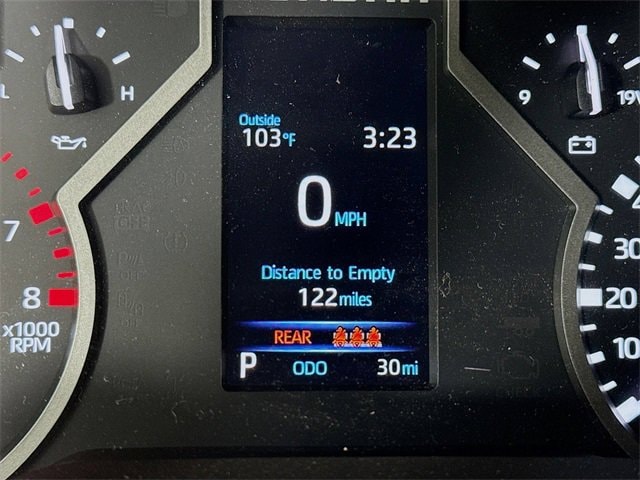 L
H
Outside
103°F
3:23
0 MPH
Distance to Empty
122 miles
REAR
P
ODO
30 mi
7
8
x1000
RPM
9
19V
30
20
10